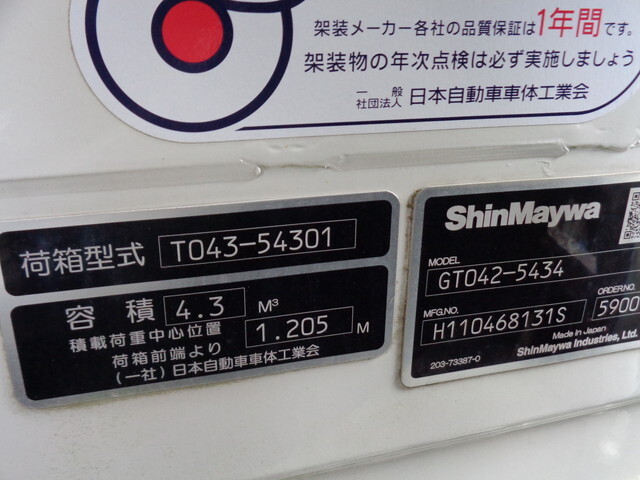 架装メーカー各社の品質保証は1年間です。
架装物の年次点検は必ず実施しましょう
一般社団法人 日本自動車車体工業会
荷箱型式 T043-54301
容積 4.3 M³
積載荷重中心位置
荷箱前端より 1.205 M
(一社)日本自動車車体工業会
ShinMaywa
MODEL
GT042-5434
MFG.NO. ORDER NO.
H110468131S 5900
Made in Japan
203-73387-0 ShinMaywa Industries, Ltd.